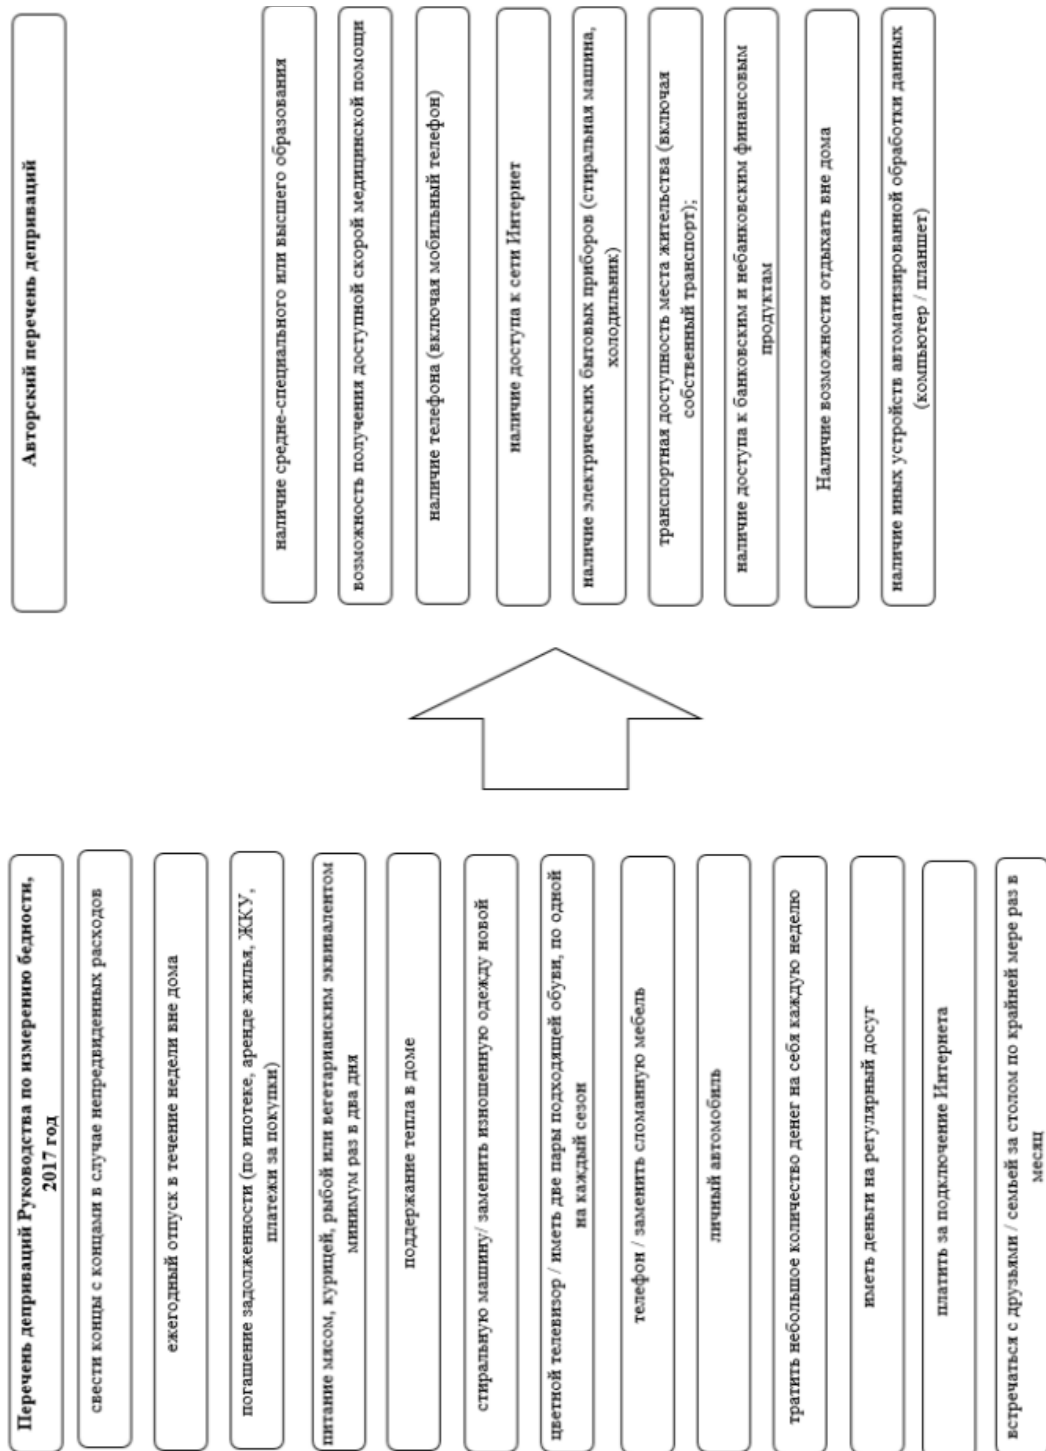 Перечень деприваций Руководства по измерению бедности,
2017 год
свести концы с концами в случае непредвиденных расходов
ежегодный отпуск в течение недели вне дома
погашение задолженности (по ипотеке, аренде жилья, ЖКУ,
платежи за покупки)
питание мясом, курицей, рыбой или вегетарианским эквивалентом
минимум раз в два дня
поддержание тепла в доме
стиральную машину/ заменить изношенную одежду новой
цветной телевизор / иметь две пары подходящей обуви, по одной
на каждый сезон
телефон / заменить сломанную мебель
личный автомобиль
тратить небольшое количество денег на себя каждую неделю
иметь деньги на регулярный досуг
платить за подключение Интернета
встречаться с друзьями / семьей за столом по крайней мере раз в
месяц
Авторский перечень деприваций
наличие средне-специального или высшего образования
возможность получения доступной скорой медицинской помощи
наличие телефона (включая мобильный телефон)
наличие доступа к сети Интернет
наличие электрических бытовых приборов (стиральная машина,
холодильник)
транспортная доступность места жительства (включая
собственный транспорт);
наличие доступа к банковским и небанковским финансовым
продуктам
Наличие возможности отдыхать вне дома
наличие иных устройств автоматизированной обработки данных
(компьютер / планшет)